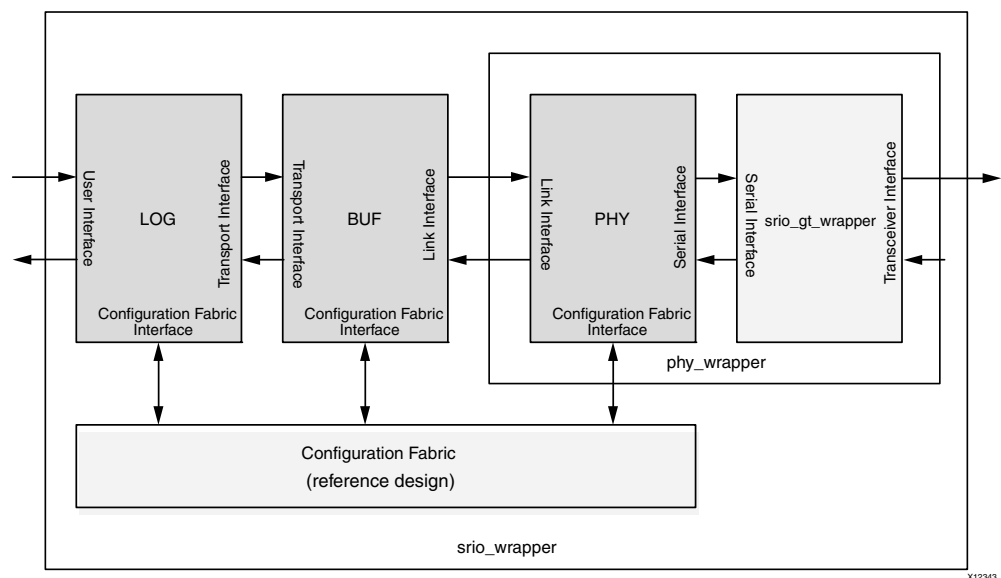 User Interface
LOG
Transport Interface
Configuration Fabric
Interface
Transport Interface
BUF
Link Interface
Configuration Fabric
Interface
Link Interface
PHY
Serial Interface
Configuration Fabric
Interface
Serial Interface
srio_gt_wrapper
Transceiver Interface
phy_wrapper
Configuration Fabric
(reference design)
srio_wrapper
X12343